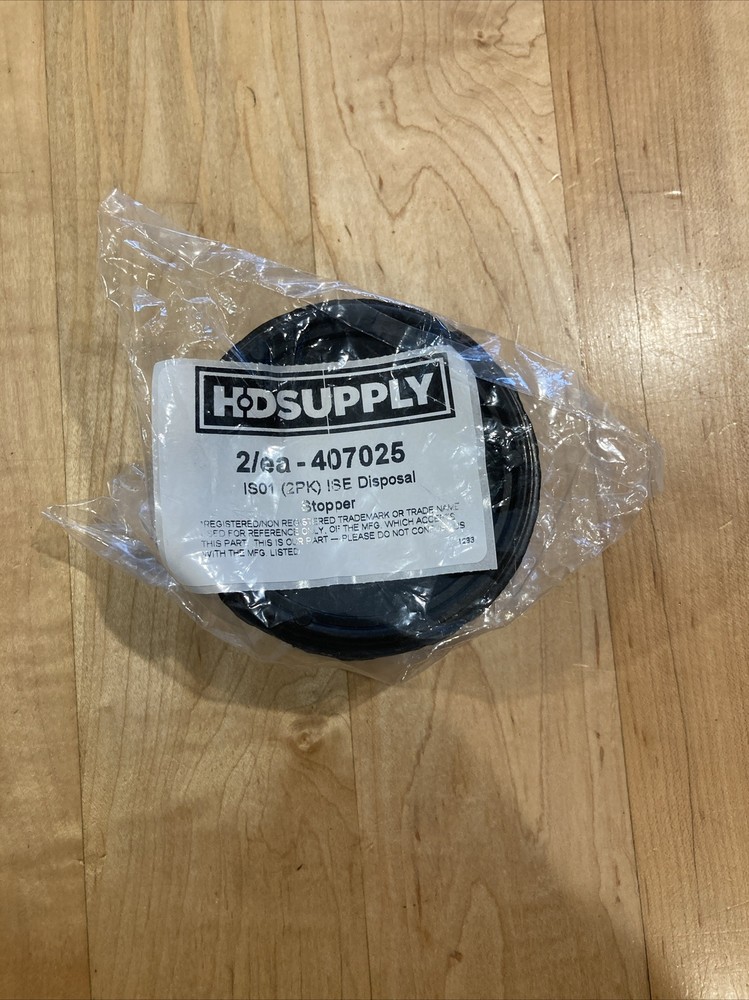 HDSUPPLY
2/ea - 407025
IS01 (2PK) ISE Disposal
Stopper
*REGISTERED/NON REGISTERED TRADEMARK OR TRADE NAME
USED FOR REFERENCE ONLY, OF THE MFG. WHICH ACCEPTS
THIS PART. THIS IS OUR PART — PLEASE DO NOT CONFUSE US
WITH THE MFG. LISTED.
1283